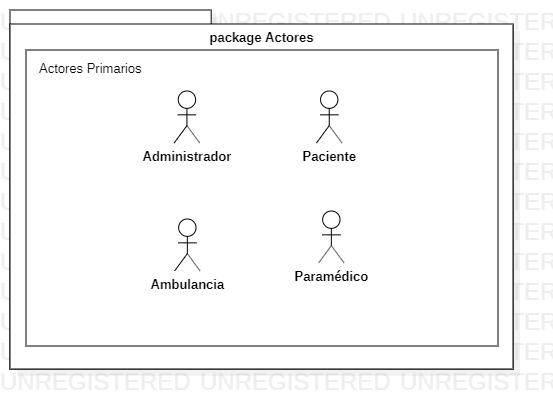 package Actores
Actores Primarios
Administrador
Paciente
Ambulancia
Paramédico
UNREGISTERED UNREGISTERED UNREGISTERED